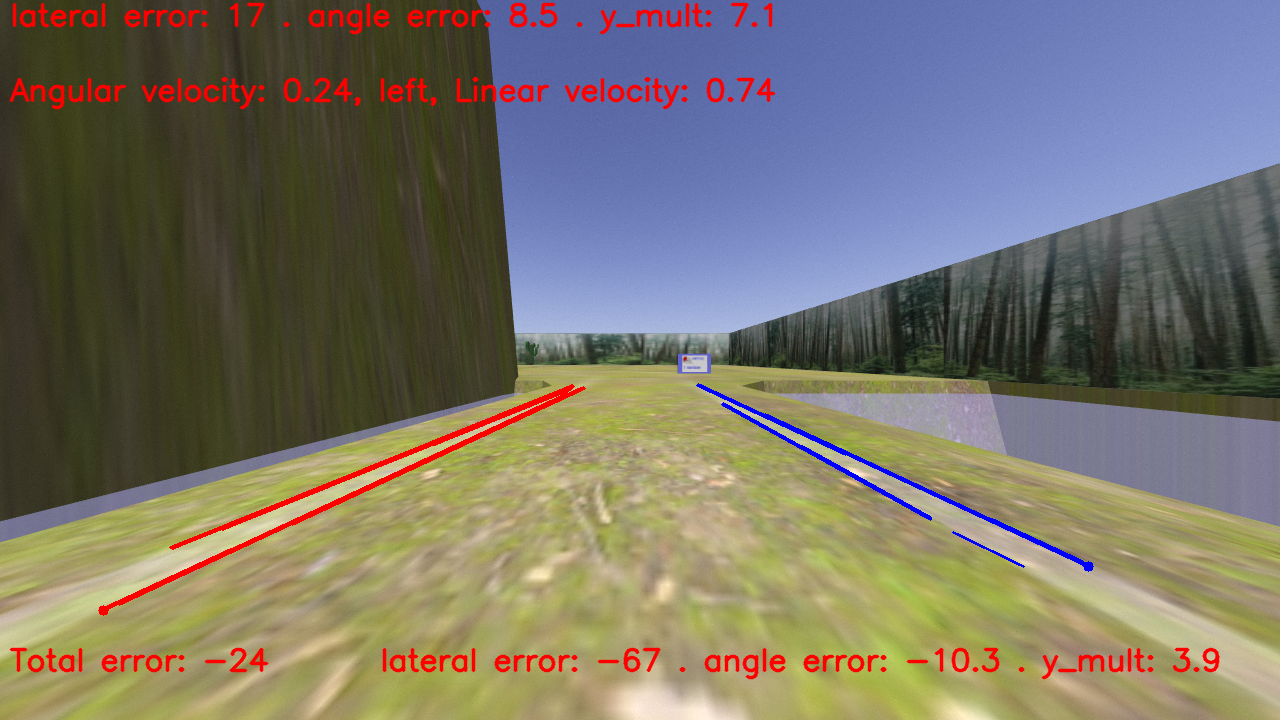 lateral error: 17 . angle error: 8.5 . y_mult: 7.1
Angular velocity: 0.24, left, Linear velocity: 0.74
Total error: −24
lateral error: −67 . angle error: −10.3 . y_mult: 3.9